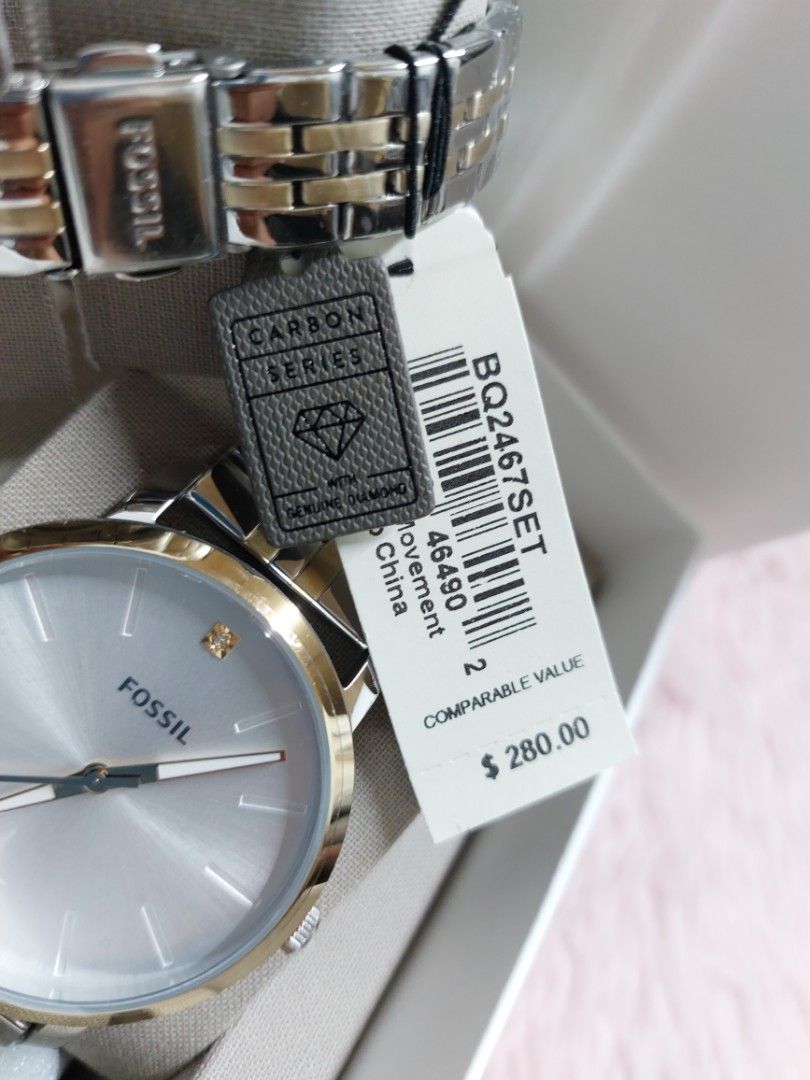 FOSSIL
CARBON
SERIES
WITH
GENUINE DIAMOND
BQ2467SET
46490 2
Movement
China
COMPARABLE VALUE
$ 280.00
FOSSIL